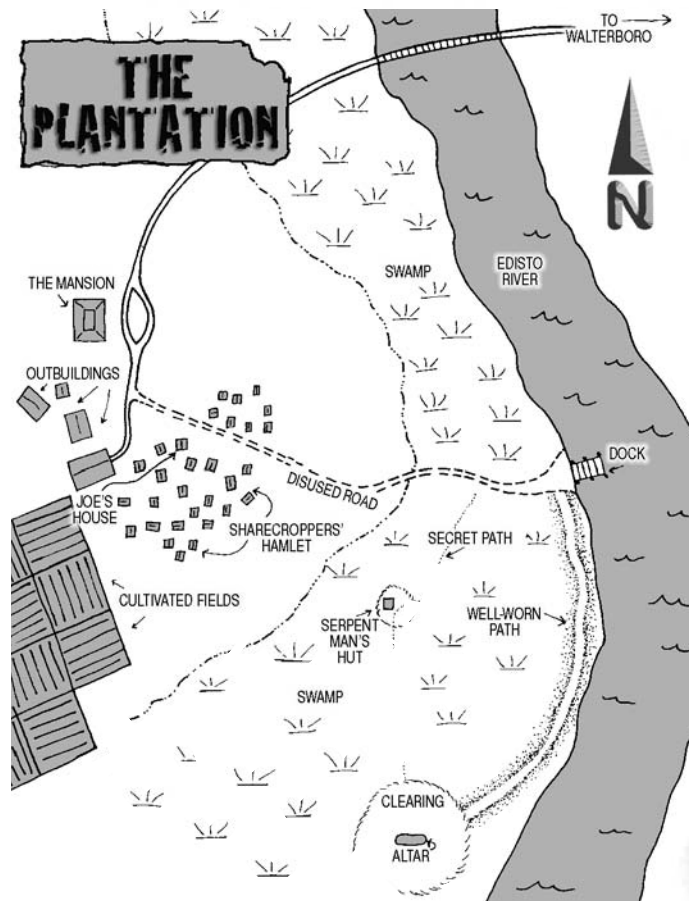 TO
WALTERBORO
THE
PLANTATION
N
EDISTO
RIVER
SWAMP
THE MANSION
OUTBUILDINGS
DOCK
DISUSED ROAD
JOE'S
HOUSE
SHARECROPPERS'
HAMLET
SECRET PATH
CULTIVATED FIELDS
WELL-WORN
PATH
SERPENT
MAN'S
HUT
SWAMP
CLEARING
ALTAR